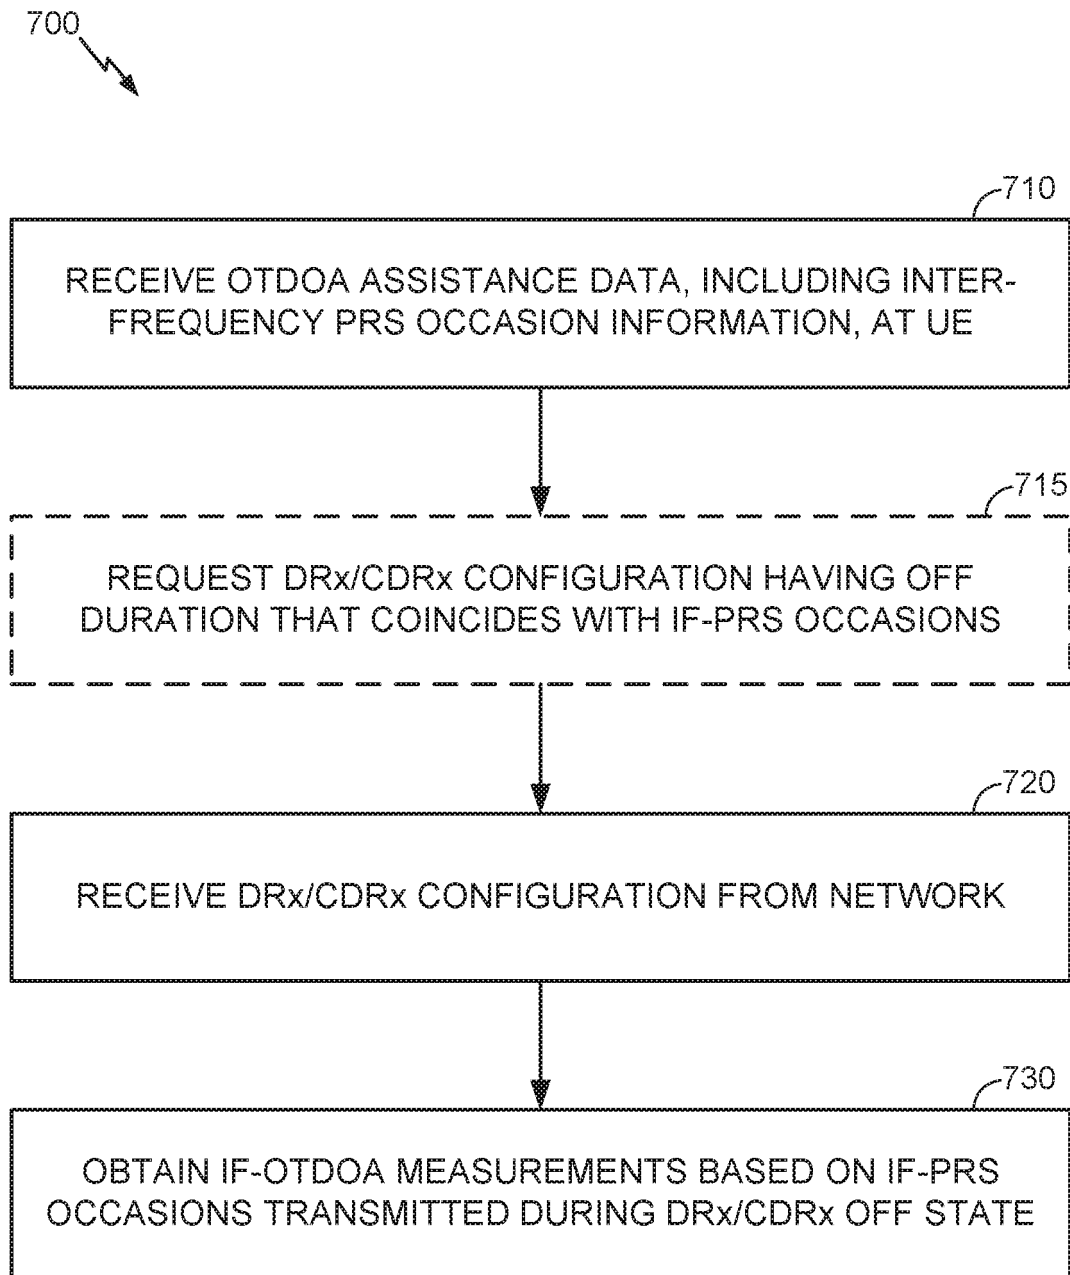 700
710
RECEIVE OTDOA ASSISTANCE DATA, INCLUDING INTER-
FREQUENCY PRS OCCASION INFORMATION, AT UE
715
REQUEST DRx/CDRx CONFIGURATION HAVING OFF
DURATION THAT COINCIDES WITH IF-PRS OCCASIONS
720
RECEIVE DRx/CDRx CONFIGURATION FROM NETWORK
730
OBTAIN IF-OTDOA MEASUREMENTS BASED ON IF-PRS
OCCASIONS TRANSMITTED DURING DRx/CDRx OFF STATE